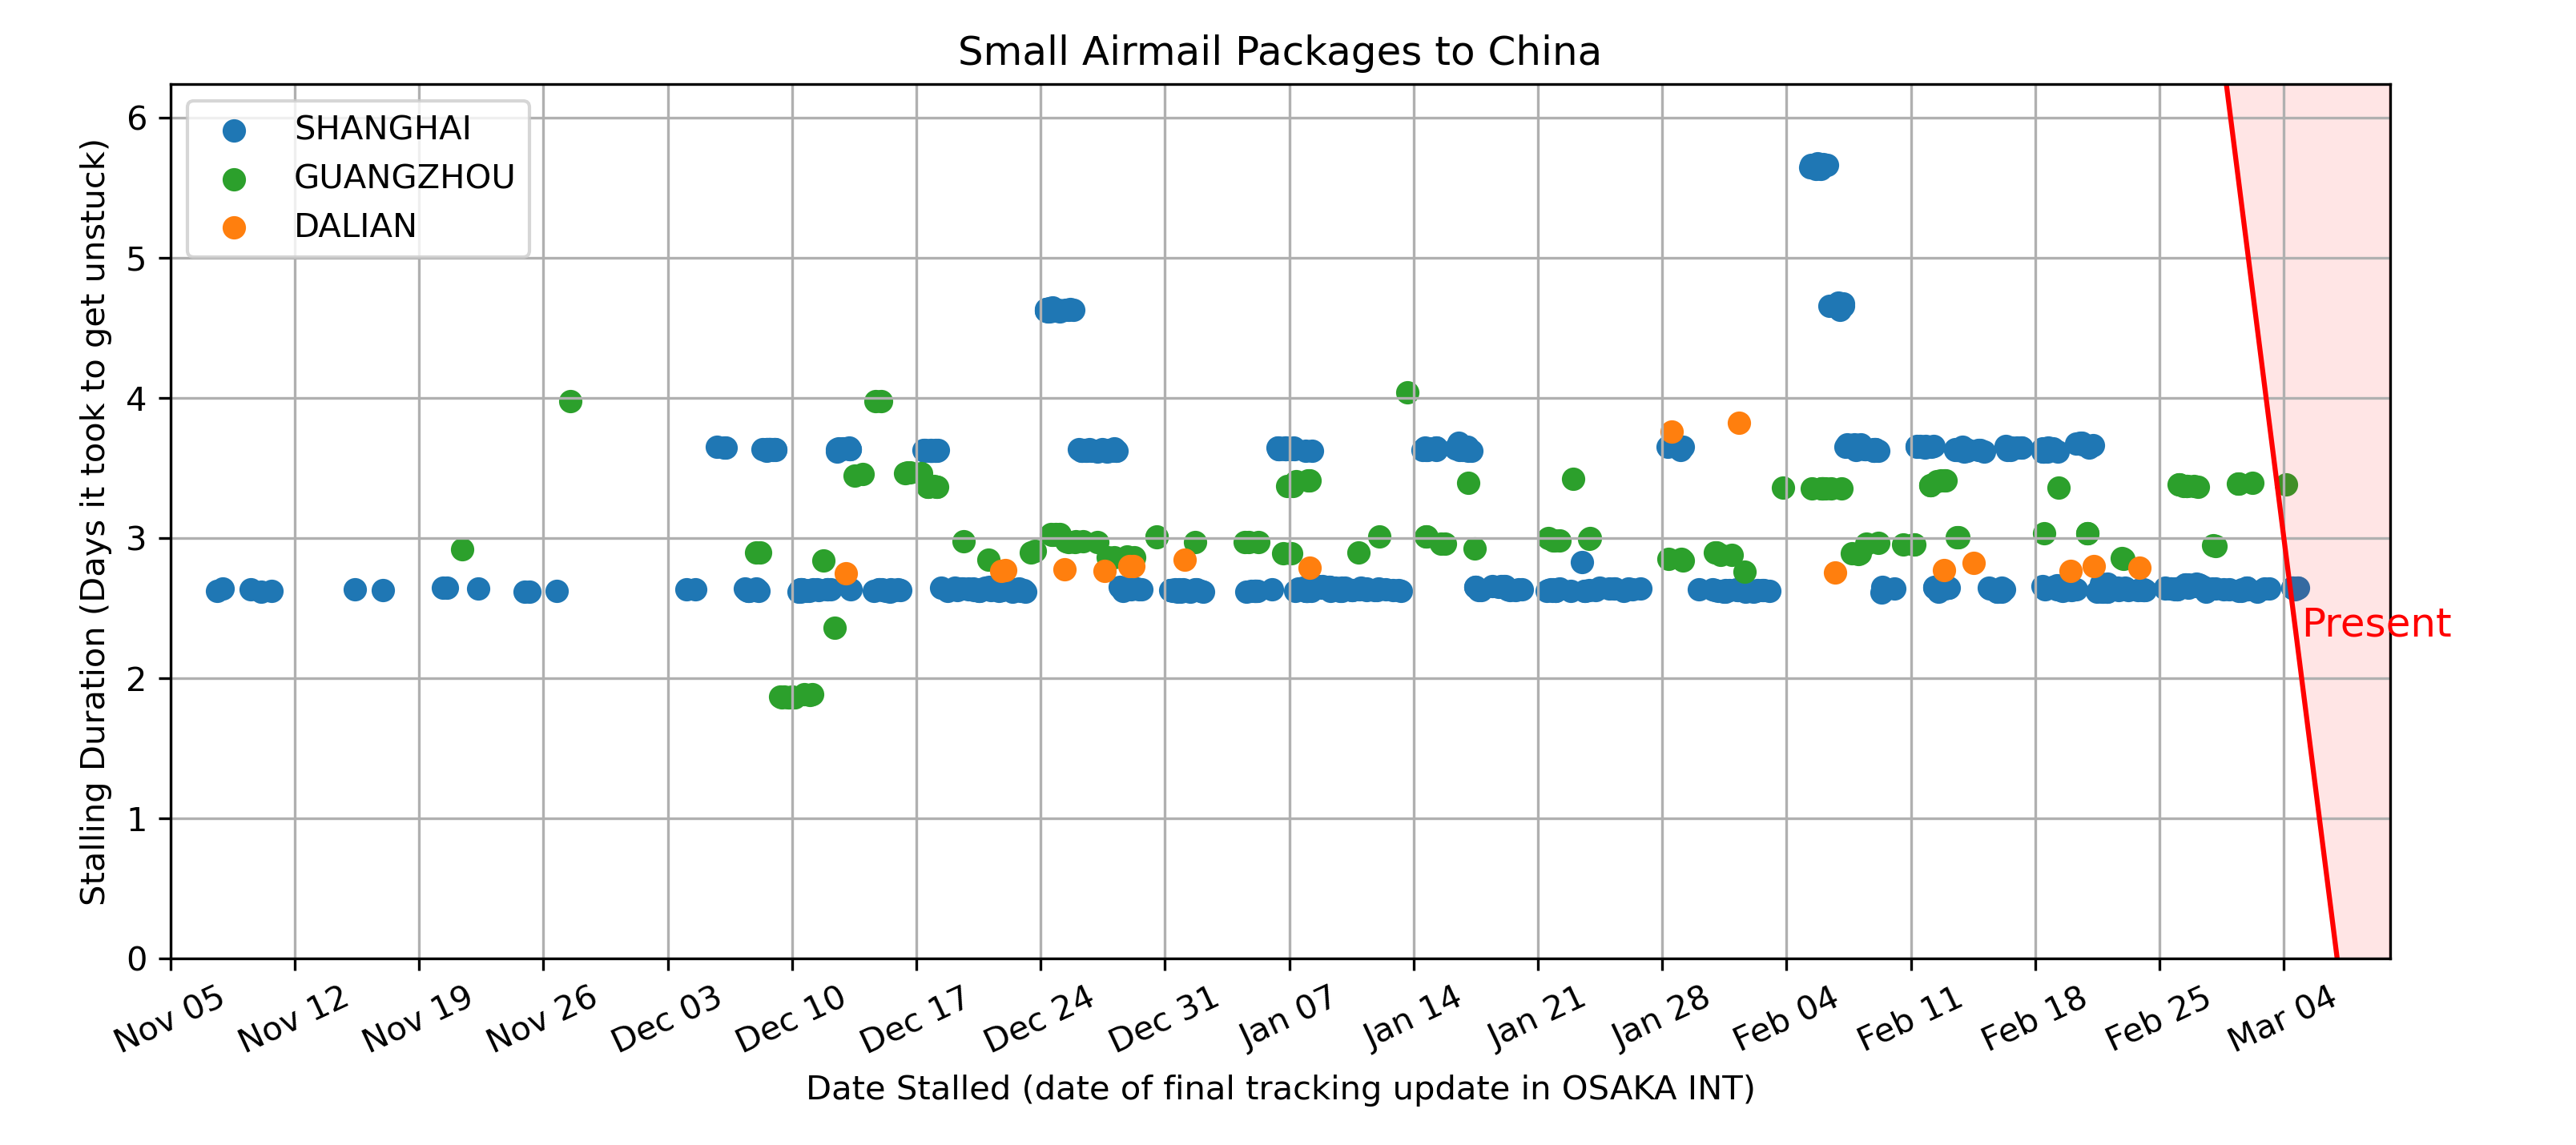 Small Airmail Packages to China
SHANGHAI
GUANGZHOU
DALIAN
Stalling Duration (Days it took to get unstuck)
6
5
4
3
2
1
0
Present
Nov 05
Nov 12
Nov 19
Nov 26
Dec 03
Dec 10
Dec 17
Dec 24
Dec 31
Jan 07
Jan 14
Jan 21
Jan 28
Feb 04
Feb 11
Feb 18
Feb 25
Mar 04
Date Stalled (date of final tracking update in OSAKA INT)